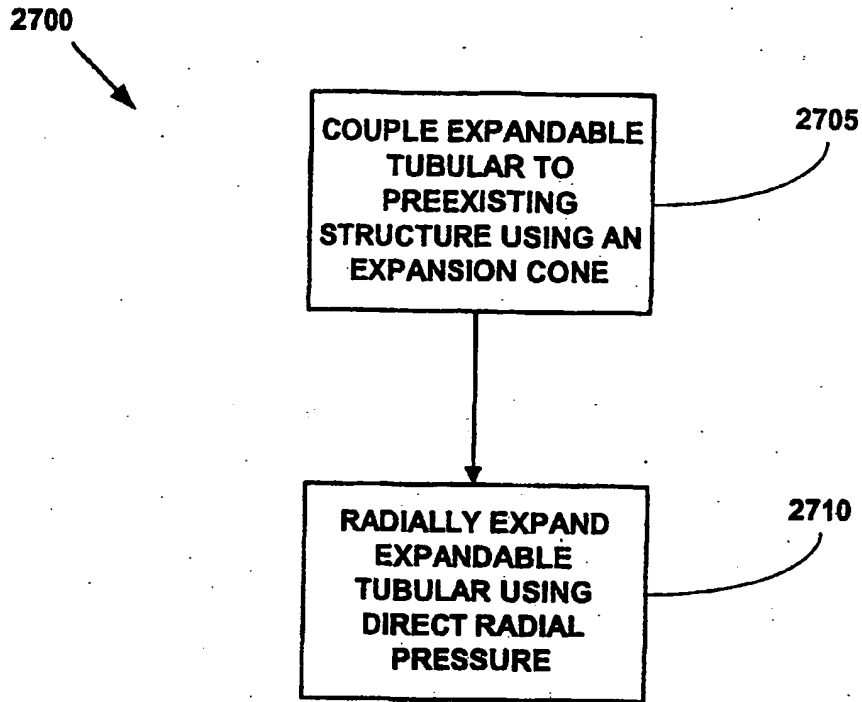 2700
COUPLE EXPANDABLE
TUBULAR TO
PREEXISTING
STRUCTURE USING AN
EXPANSION CONE
2705
RADIALLY EXPAND
EXPANDABLE
TUBULAR USING
DIRECT RADIAL
PRESSURE
2710